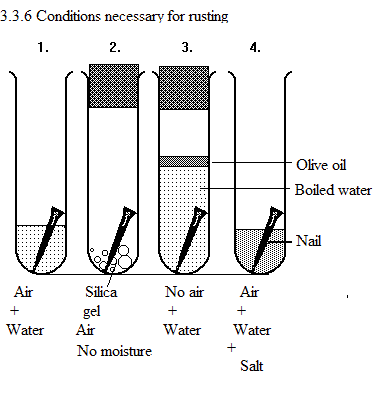 3.3.6 Conditions necessary for rusting
1. 2. 3. 4.
Olive oil
Boiled water
Nail
Air Silica No air Air
+ gel + +
Water Air Water Water
No moisture +
Salt